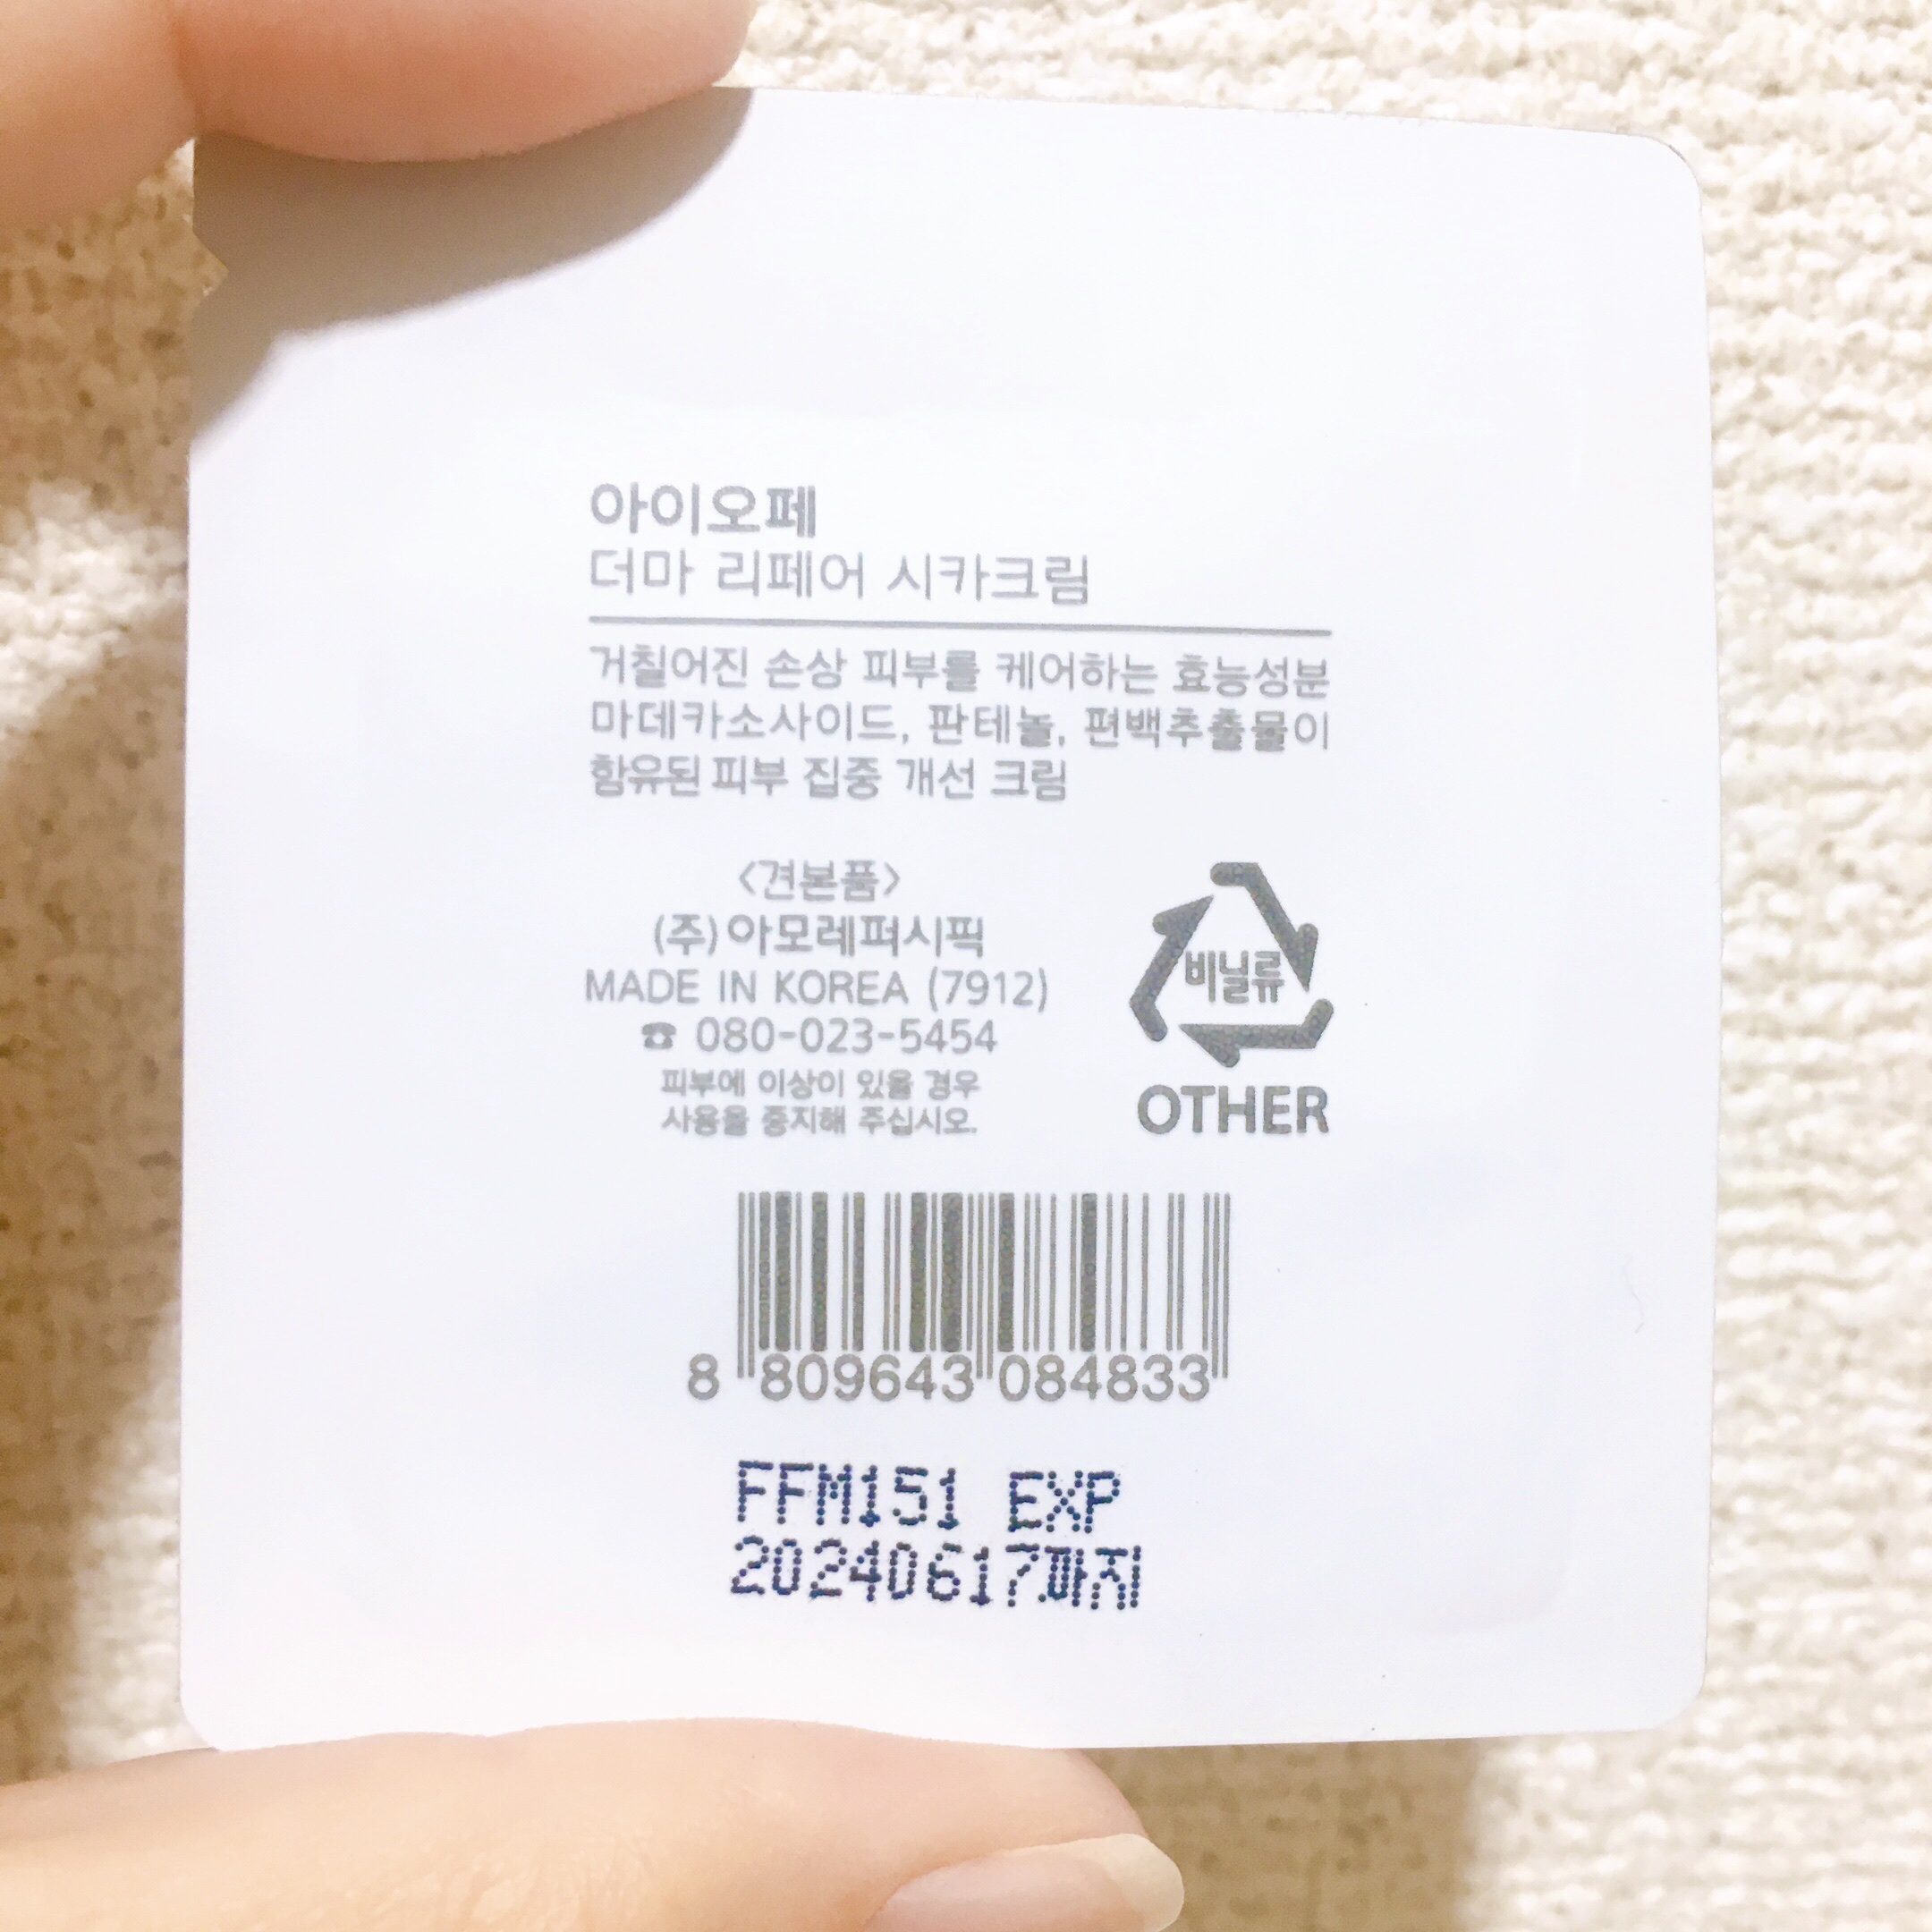 아이오페
더마 리페어 시카크림
거칠어진 손상 피부를 케어하는 효능성분
마데카소사이드, 판테놀, 편백추출물이
함유된 피부 집중 개선 크림
<견본품>
(주)아모레퍼시픽
MADE IN KOREA (7912)
☎ 080-023-5454
피부에 이상이 있을 경우
사용을 중지해 주십시오.
비닐류
OTHER
8 809643 084833
FFM151 EXP
20240617까지